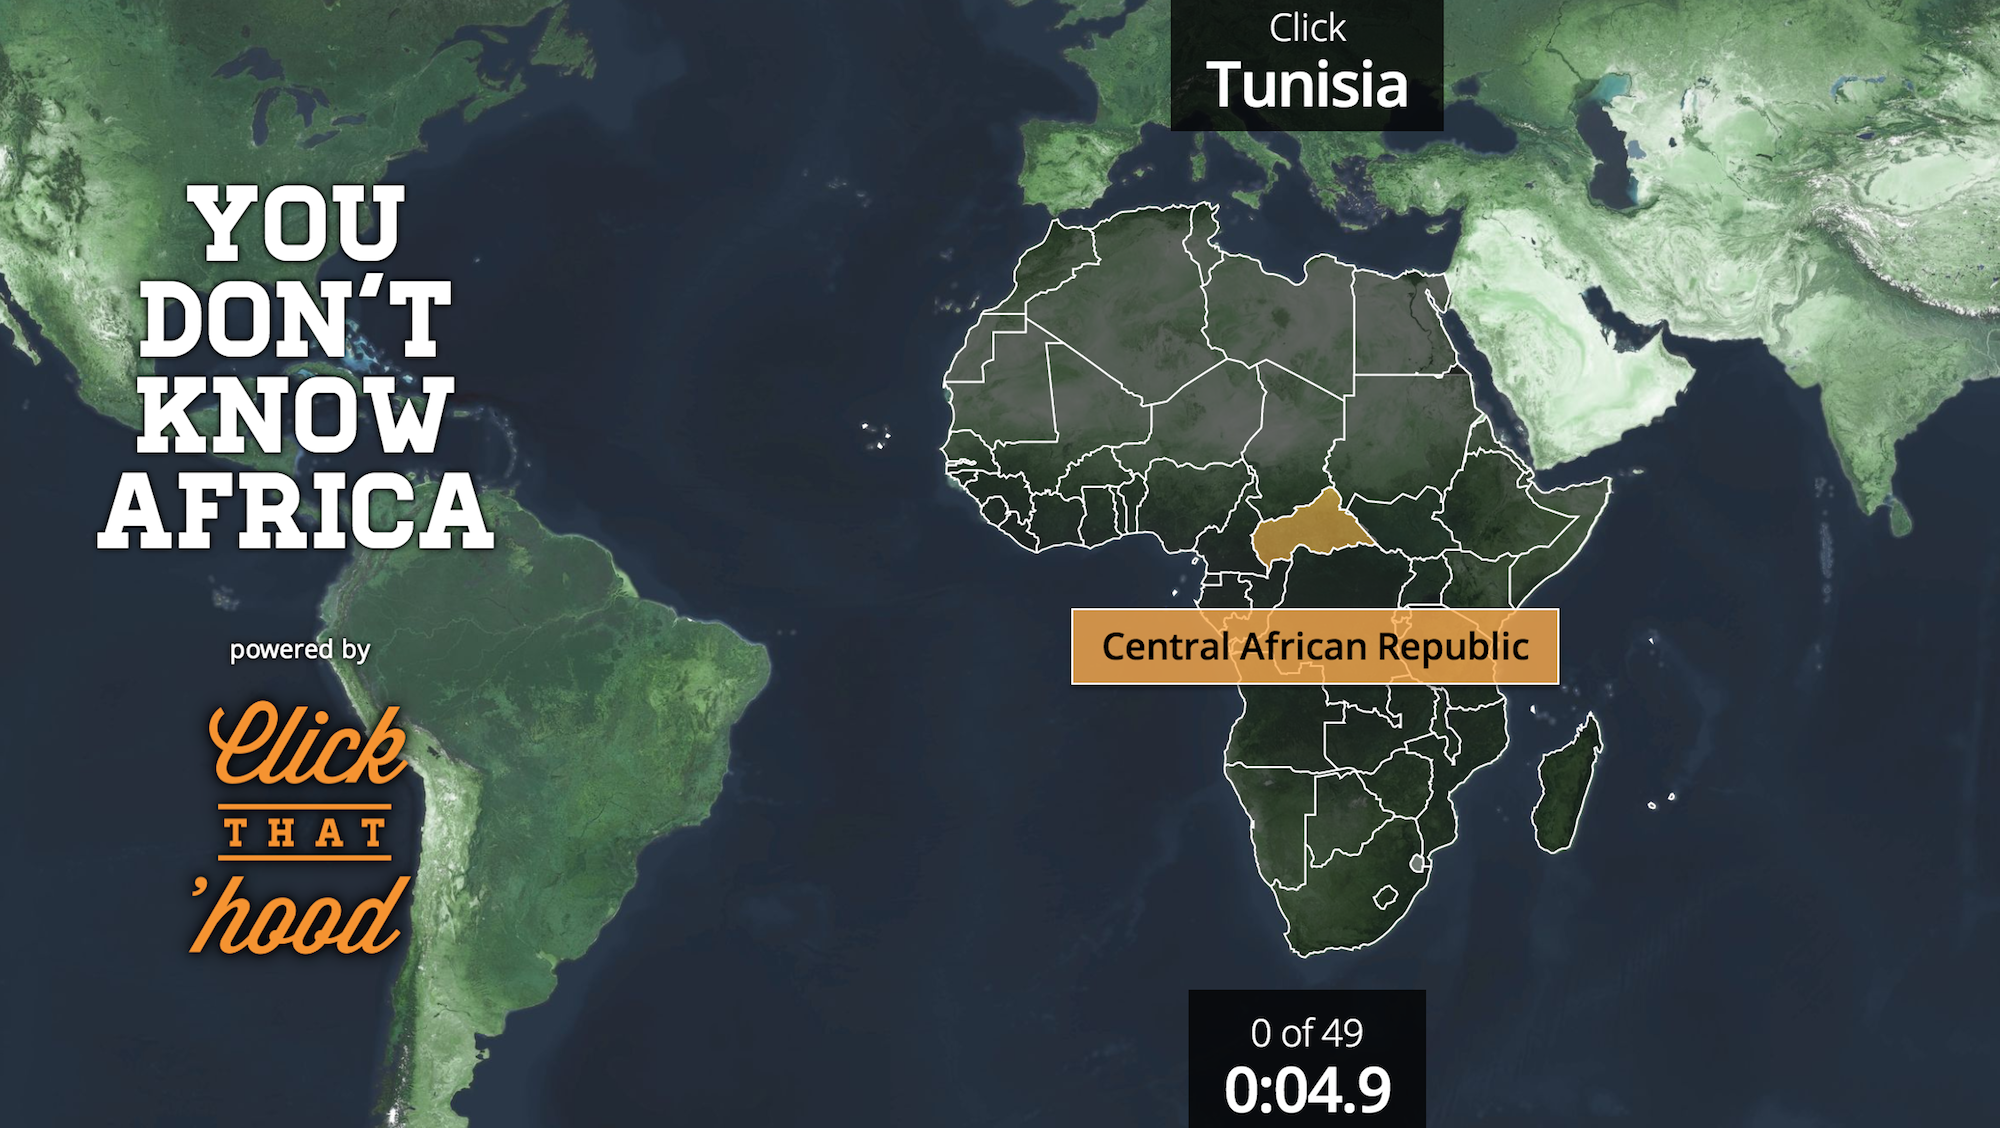 Click
Tunisia
YOU
DON'T
KNOW
AFRICA
powered by
Click
THAT
'hood
Central African Republic
0 of 49
0:04.9